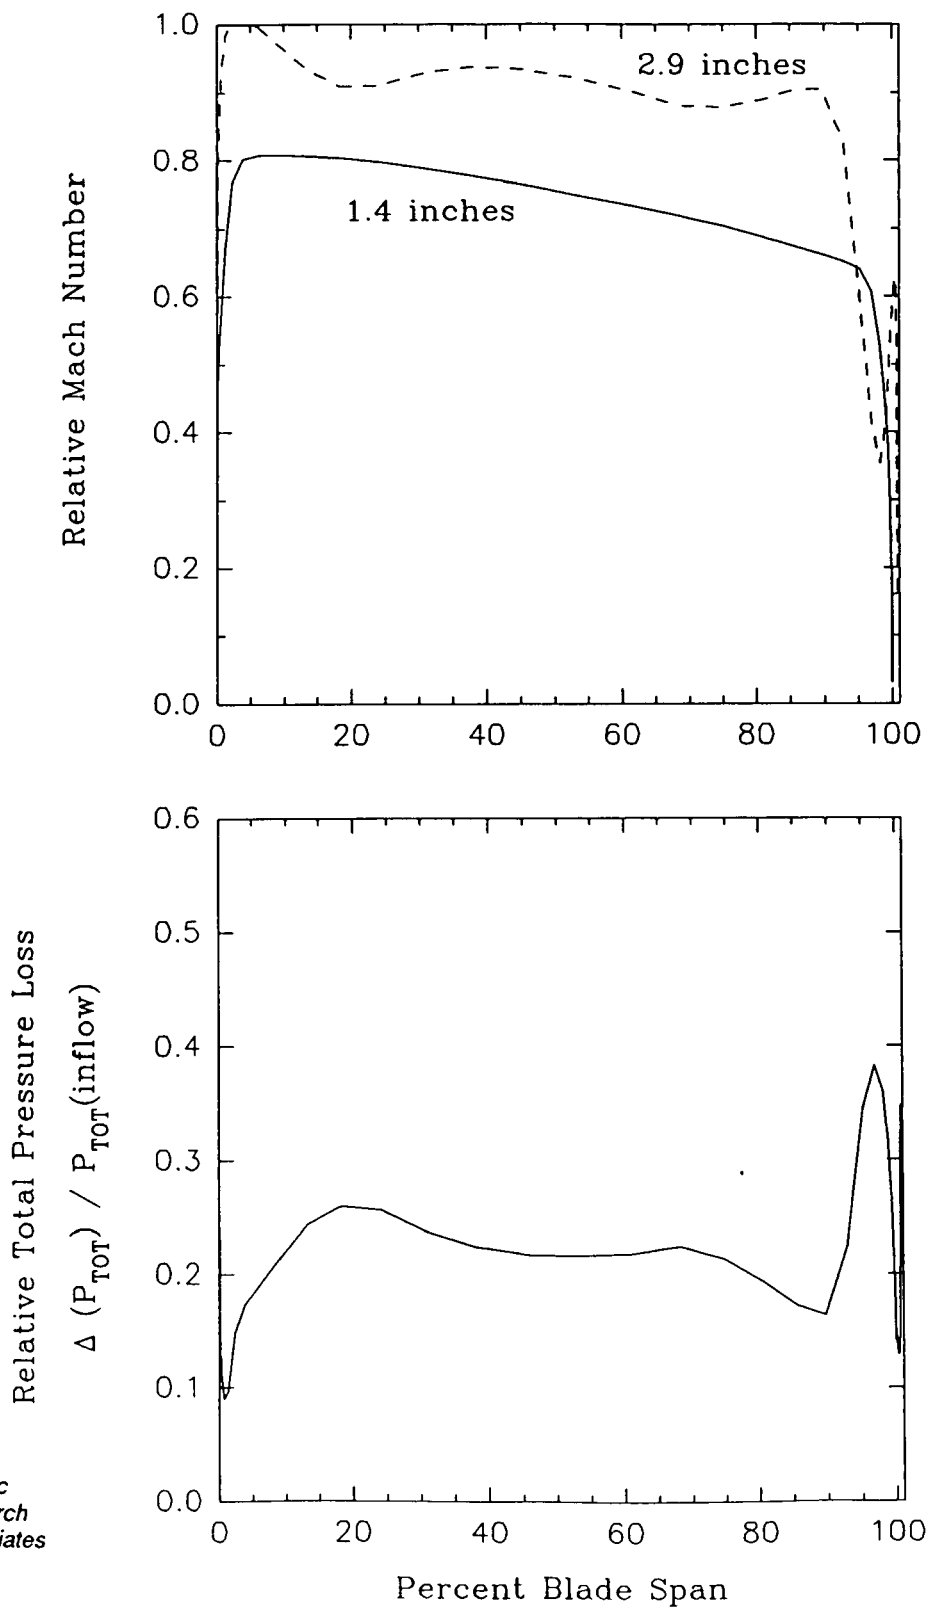 1.0
0.8
0.6
0.4
0.2
0.0
Relative Mach Number
2.9 inches
1.4 inches
0 20 40 60 80 100
0.6
0.5
0.4
0.3
0.2
0.1
0.0
Relative Total Pressure Loss
Δ (P_TOT) / P_TOT(inflow)
c
rch
iates
0 20 40 60 80 100
Percent Blade Span